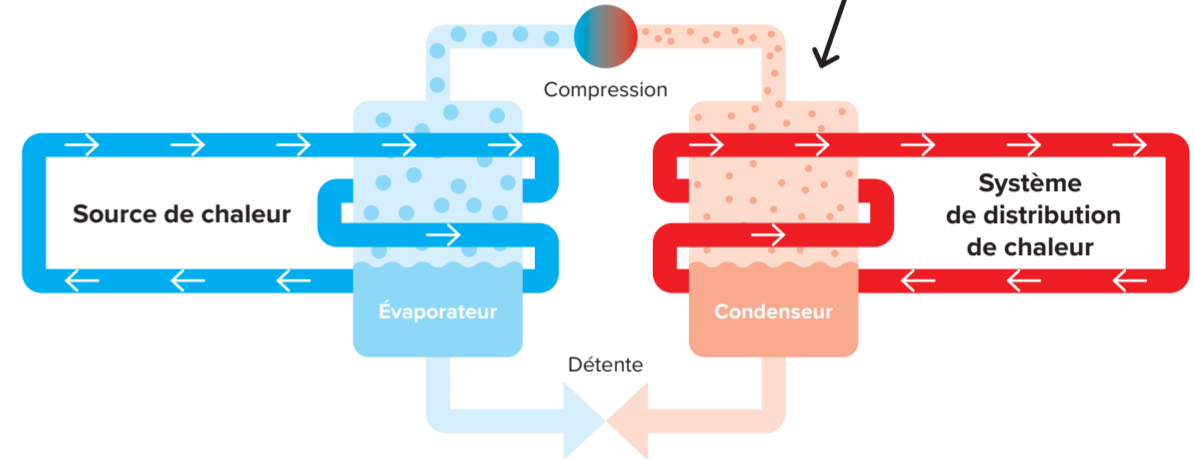 Compression
Source de chaleur
Système
de distribution
de chaleur
Évaporateur
Condenseur
Détente